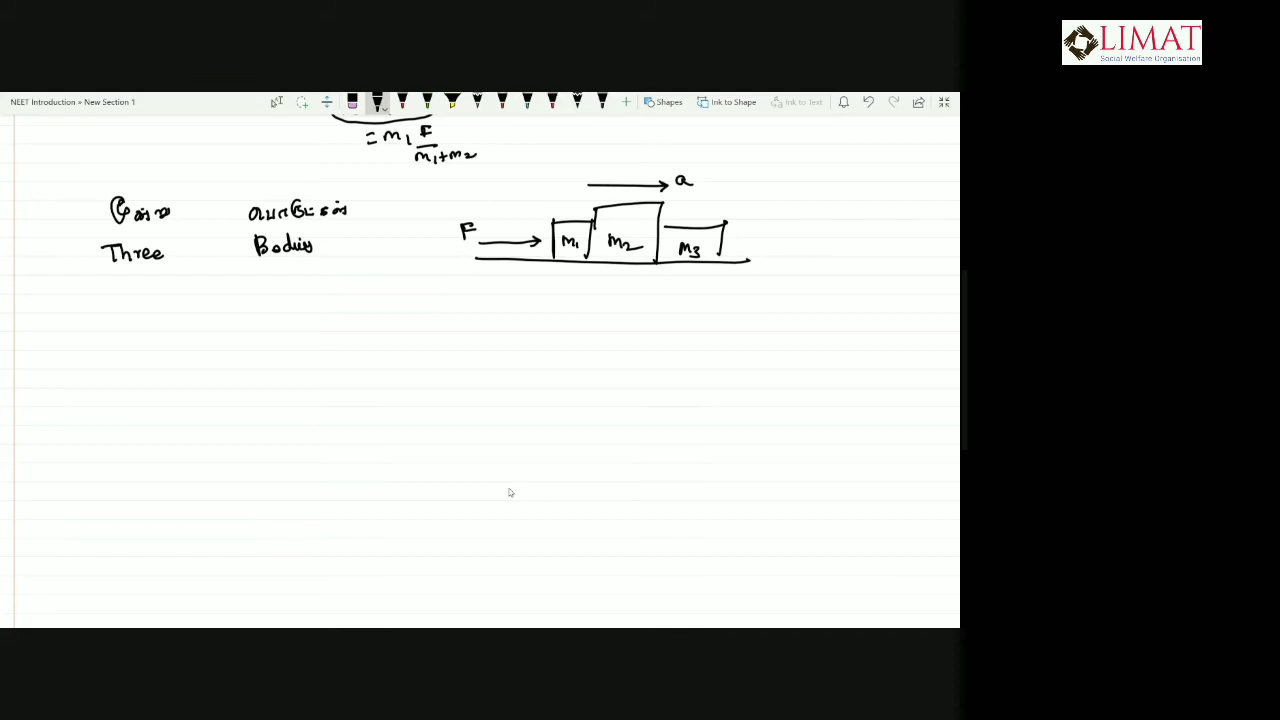 LIMAT
Social Welfare Organisation
NEET Introduction » New Section 1
Shapes
Ink to Shape
Ink to Text
= m₁ F/(m₁+m₂)
a
F
m₁ m₂ m₃
Three Bodies